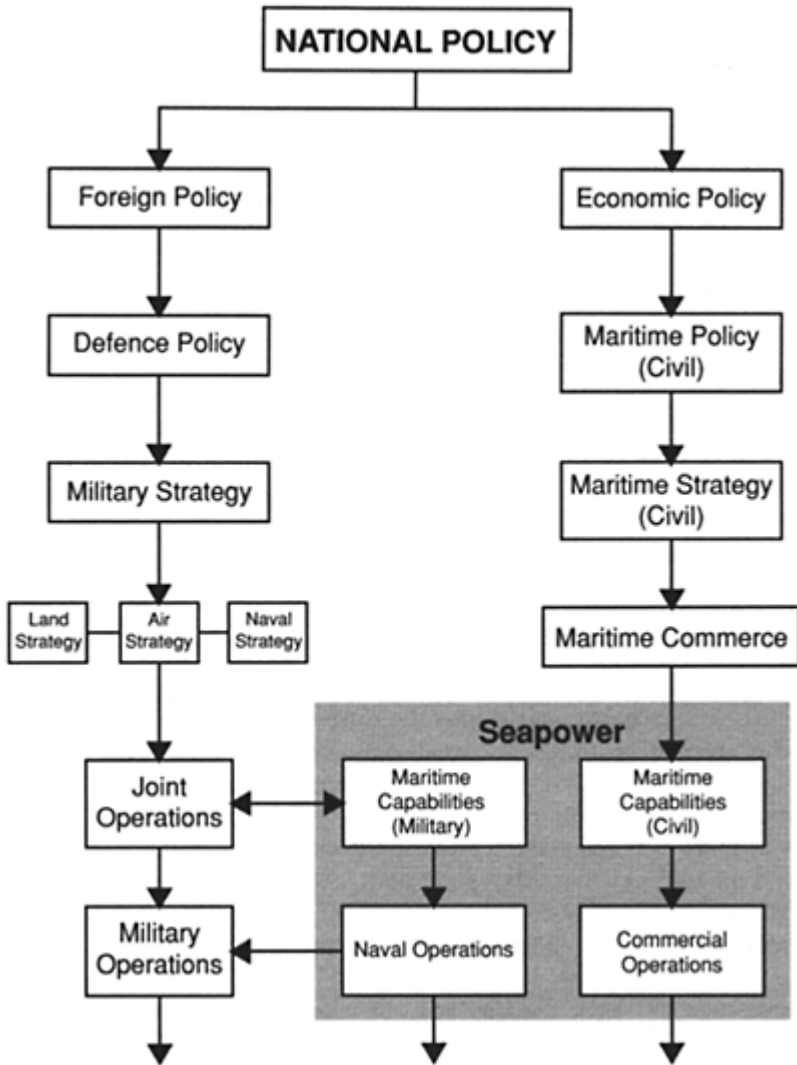 NATIONAL POLICY
Foreign Policy
Economic Policy
Defence Policy
Maritime Policy
(Civil)
Military Strategy
Maritime Strategy
(Civil)
Land
Strategy
Air
Strategy
Naval
Strategy
Maritime Commerce
Seapower
Joint
Operations
Maritime
Capabilities
(Military)
Maritime
Capabilities
(Civil)
Military
Operations
Naval Operations
Commercial
Operations